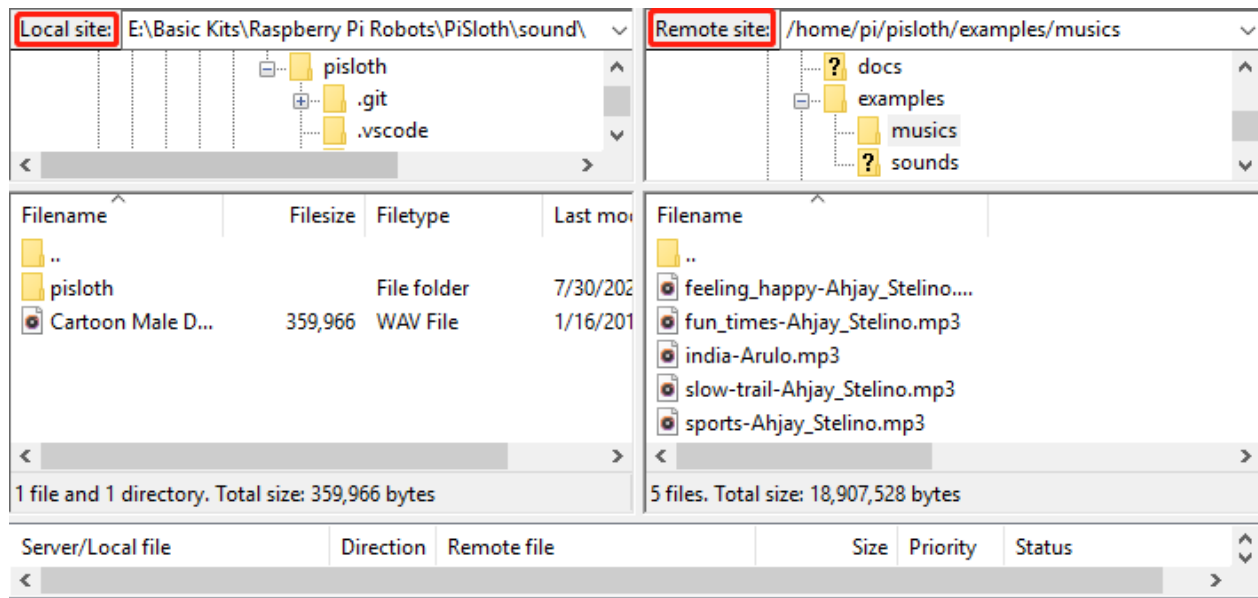 Local site: E:\Basic Kits\Raspberry Pi Robots\PiSloth\sound\
pisloth
.git
.vscode
Remote site: /home/pi/pisloth/examples/musics
? docs
examples
musics
? sounds
Filename Filesize Filetype Last mo
..
pisloth File folder 7/30/202
Cartoon Male D... 359,966 WAV File 1/16/201
1 file and 1 directory. Total size: 359,966 bytes
Filename
..
feeling_happy-Ahjay_Stelino....
fun_times-Ahjay_Stelino.mp3
india-Arulo.mp3
slow-trail-Ahjay_Stelino.mp3
sports-Ahjay_Stelino.mp3
5 files. Total size: 18,907,528 bytes
Server/Local file Direction Remote file Size Priority Status